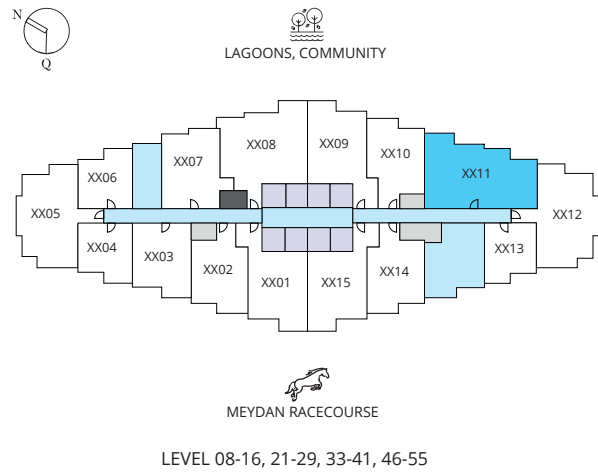 N
Q
LAGOONS, COMMUNITY
XX08
XX09
XX07
XX10
XX06
XX11
XX05
XX12
XX04
XX03
XX02
XX01
XX15
XX14
XX13
MEYDAN RACECOURSE
LEVEL 08-16, 21-29, 33-41, 46-55